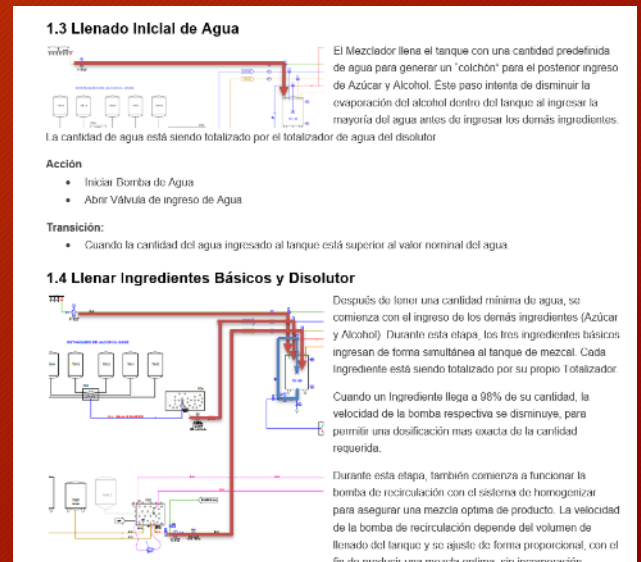 1.3 Llenado Inicial de Agua
El Mezclador llena el tanque con una cantidad predefinida
de agua para generar un "colchón" para el posterior ingreso
de Azúcar y Alcohol. Éste paso intenta de disminuir la
evaporación del alcohol dentro del tanque al ingresar la
mayoría del agua antes de ingresar los demás ingredientes.
La cantidad de agua está siendo totalizado por el totalizador de agua del disolutor
Acción
• Iniciar Bomba de Agua
• Abrir Válvula de ingreso de Agua
Transición:
• Cuando la cantidad del agua ingresado al tanque está superior al valor nominal del agua
1.4 Llenar Ingredientes Básicos y Disolutor
Después de tener una cantidad mínima de agua, se
comienza con el ingreso de los demás ingredientes (Azúcar
y Alcohol). Durante esta etapa, los tres ingredientes básicos
ingresan de forma simultánea al tanque de mezcal. Cada
Ingrediente está siendo totalizado por su propio Totalizador.
Cuando un Ingrediente llega a 98% de su cantidad, la
velocidad de la bomba respectiva se disminuye, para
permitir una dosificación mas exacta de la cantidad
requerida.
Durante esta etapa, también comienza a funcionar la
bomba de recirculación con el sistema de homogenizar
para asegurar una mezcla optima de producto. La velocidad
de la bomba de recirculación depende del volumen de
llenado del tanque y se ajuste de forma proporcional, con el
fin de producir una mezcla optima, sin incorporación